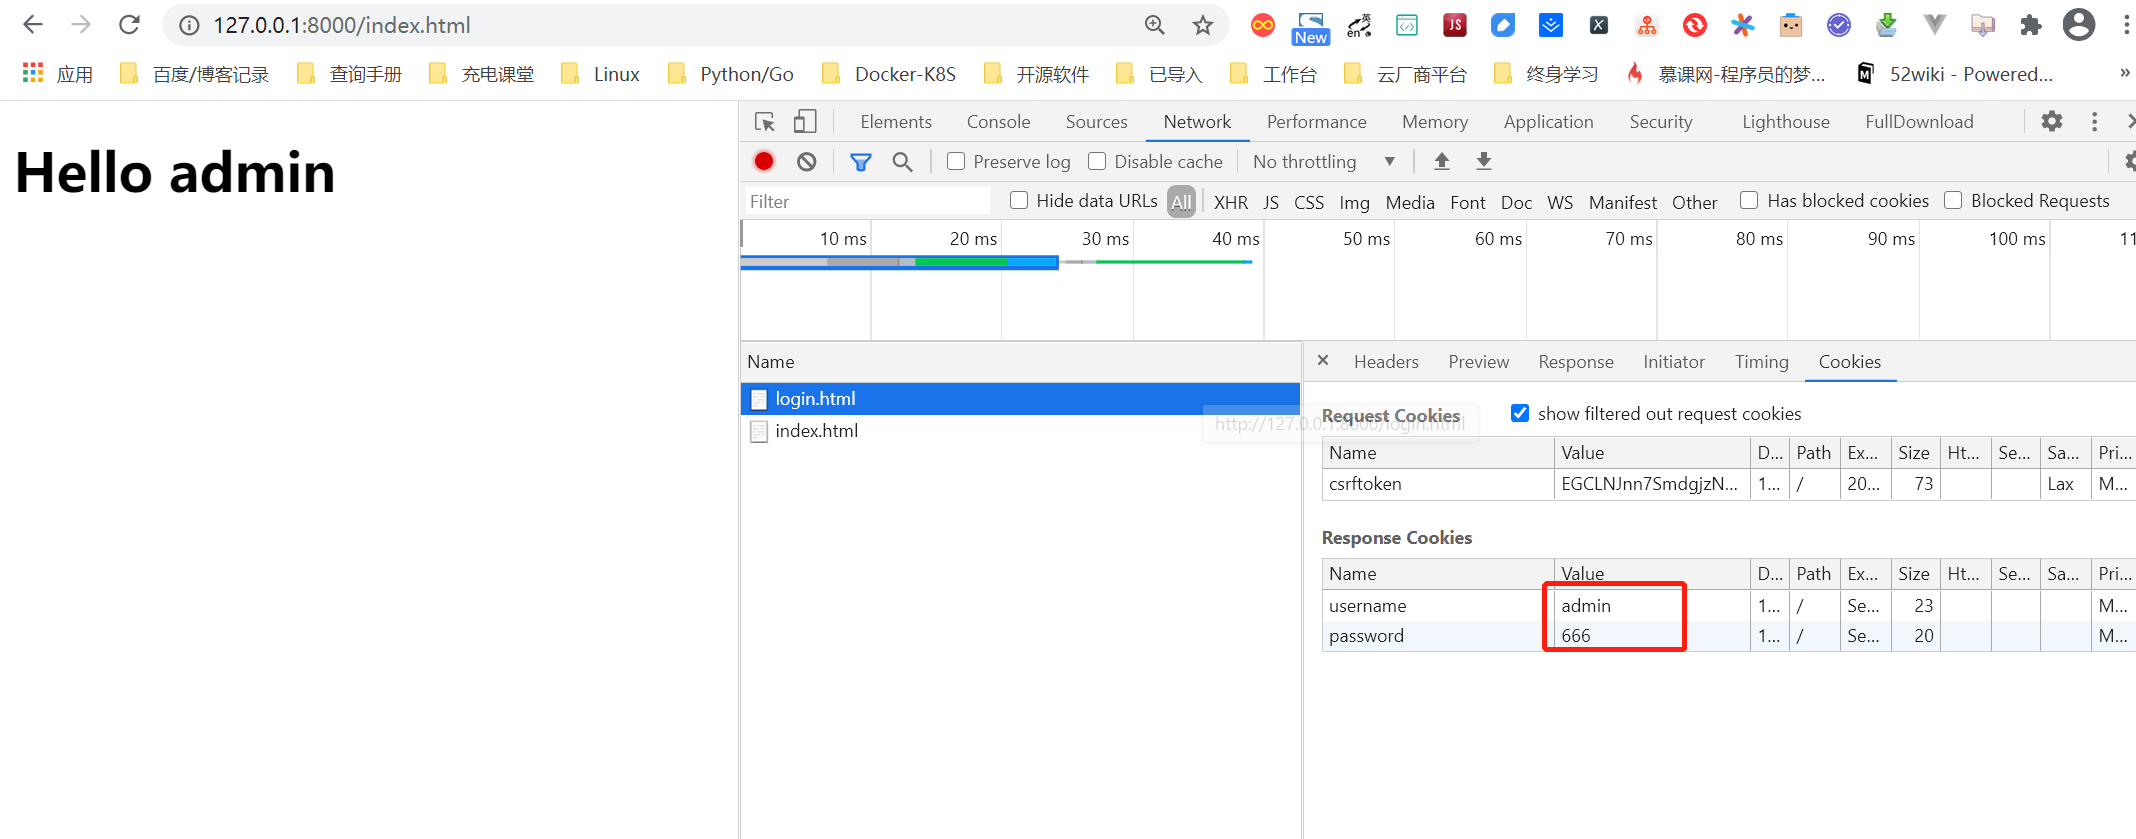 127.0.0.1:8000/index.html
New
英
en
JS
应用 百度/博客记录 查询手册 充电课堂 Linux Python/Go Docker-K8S 开源软件 已导入 工作台 云厂商平台 终身学习 慕课网-程序员的梦... 52wiki - Powered... »
Hello admin
Elements Console Sources Network Performance Memory Application Security Lighthouse FullDownload
Preserve log Disable cache No throttling
Filter Hide data URLs All XHR JS CSS Img Media Font Doc WS Manifest Other Has blocked cookies Blocked Requests
10 ms 20 ms 30 ms 40 ms 50 ms 60 ms 70 ms 80 ms 90 ms 100 ms 11
Name
login.html
index.html
Headers Preview Response Initiator Timing Cookies
Request Cookies show filtered out request cookies
http://127.0.0.1:8000/login.html
Name Value D... Path Ex... Size Ht... Se... Sa... Pri...
csrftoken EGCLNJnn7SmdgjzN... 1... / 20... 73 Lax M...
Response Cookies
Name Value D... Path Ex... Size Ht... Se... Sa... Pri...
username admin 1... / Se... 23 M...
password 666 1... / Se... 20 M...